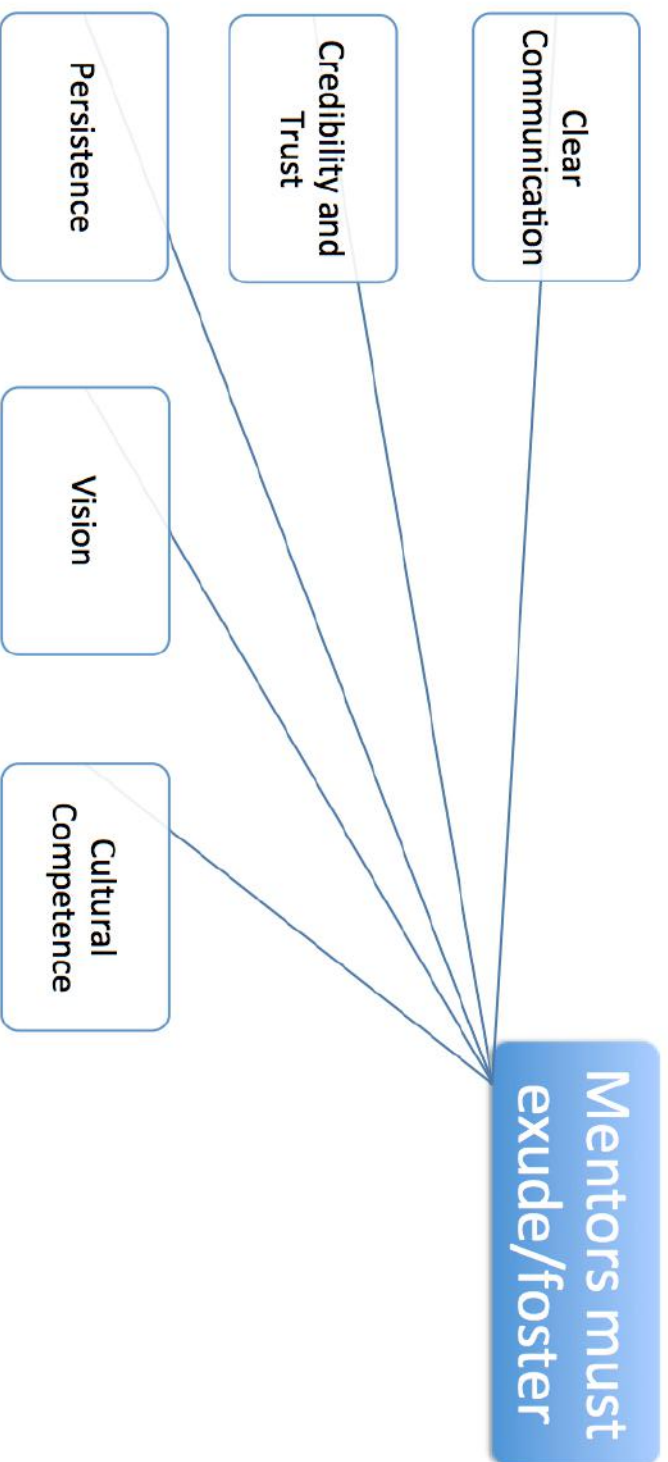 Mentors must
exude/foster
Clear
Communication
Credibility and
Trust
Persistence
Vision
Cultural
Competence